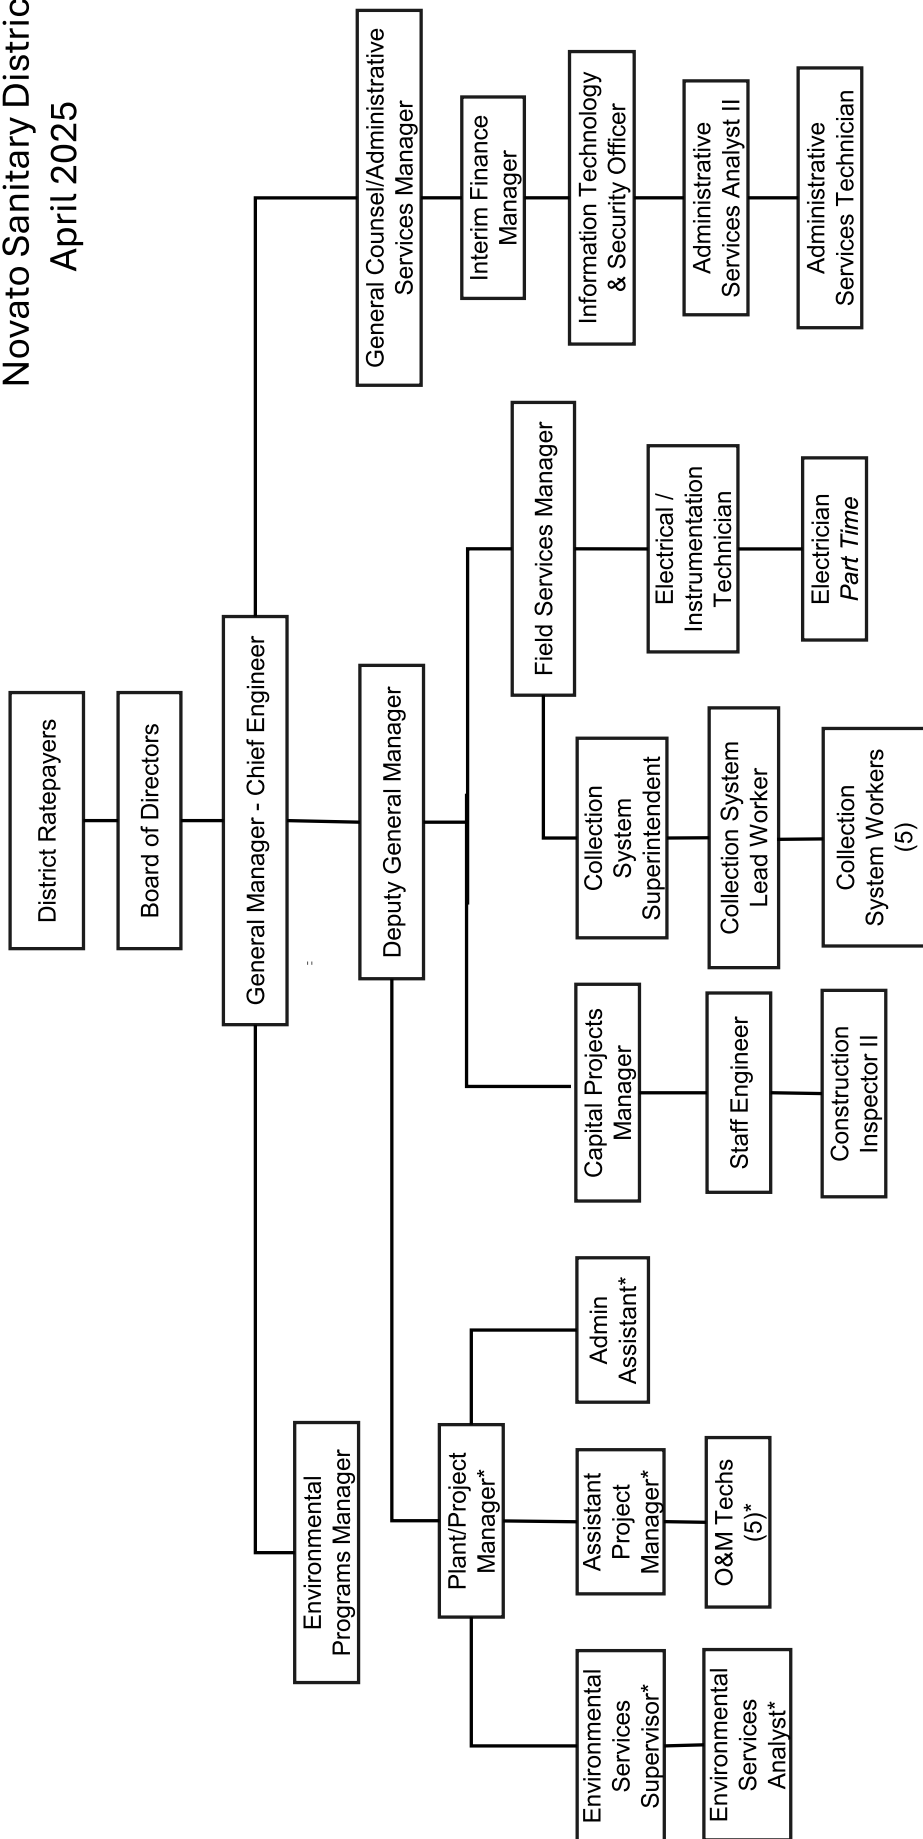 Novato Sanitary Distric
April 2025
District Ratepayers
Board of Directors
General Manager - Chief Engineer
Environmental
Programs Manager
Deputy General Manager
General Counsel/Administrative
Services Manager
Interim Finance
Manager
Information Technology
& Security Officer
Administrative
Services Analyst II
Administrative
Services Technician
Plant/Project
Manager*
Environmental
Services
Supervisor*
Environmental
Services
Analyst*
Assistant
Project
Manager*
O&M Techs
(5)*
Admin
Assistant*
Capital Projects
Manager
Staff Engineer
Construction
Inspector II
Field Services Manager
Collection
System
Superintendent
Collection System
Lead Worker
Collection
System Workers
(5)
Electrical /
Instrumentation
Technician
Electrician
Part Time